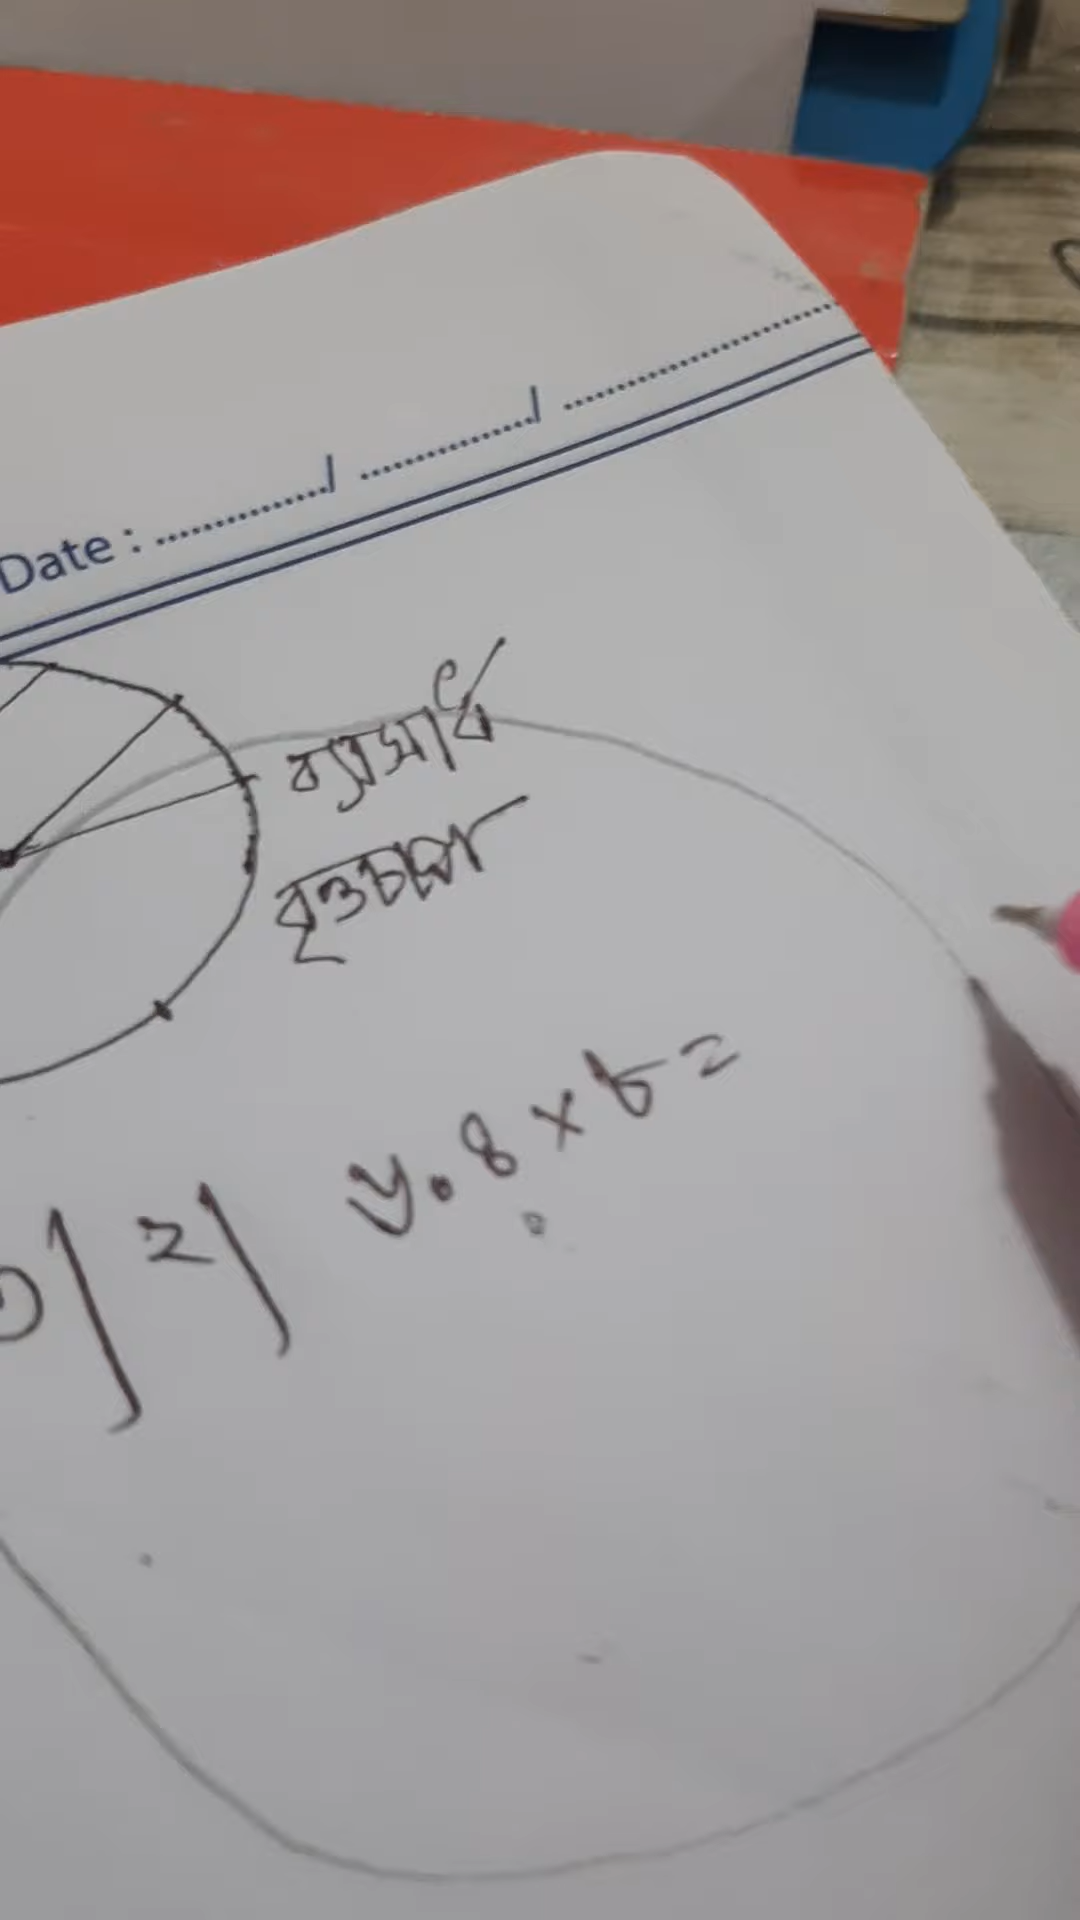 Date : ............../ ............../ ......................
ব্যাসার্ধ
বৃত্তচাপ
৩| ২| ৬.৪ × ৮ =